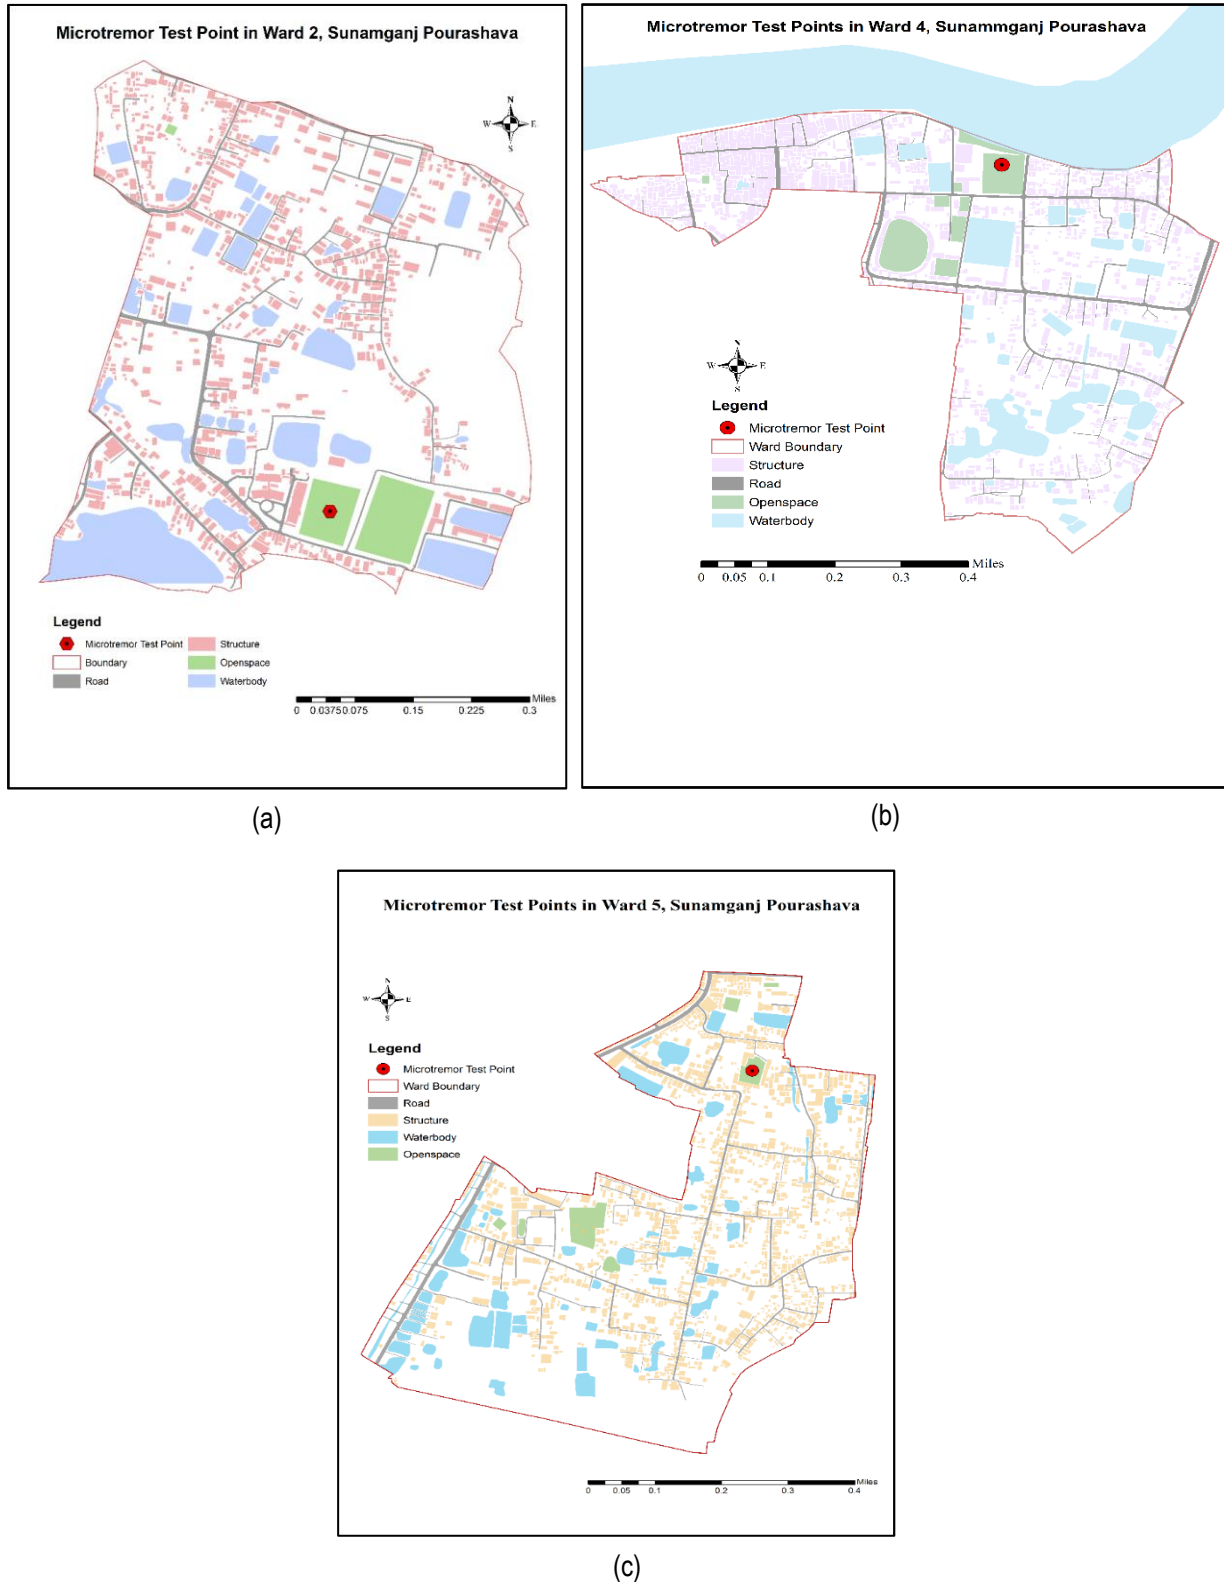 Microtremor Test Point in Ward 2, Sunamganj Pourashava
N
W E
S
Legend
Microtremor Test Point
Structure
Boundary
Openspace
Road
Waterbody
Miles
0 0.0375 0.075 0.15 0.225 0.3
(a)
Microtremor Test Points in Ward 4, Sunammganj Pourashava
N
W E
S
Legend
Microtremor Test Point
Ward Boundary
Structure
Road
Openspace
Waterbody
Miles
0 0.05 0.1 0.2 0.3 0.4
(b)
Microtremor Test Points in Ward 5, Sunamganj Pourashava
N
W E
S
Legend
Microtremor Test Point
Ward Boundary
Road
Structure
Waterbody
Openspace
Miles
0 0.05 0.1 0.2 0.3 0.4
(c)